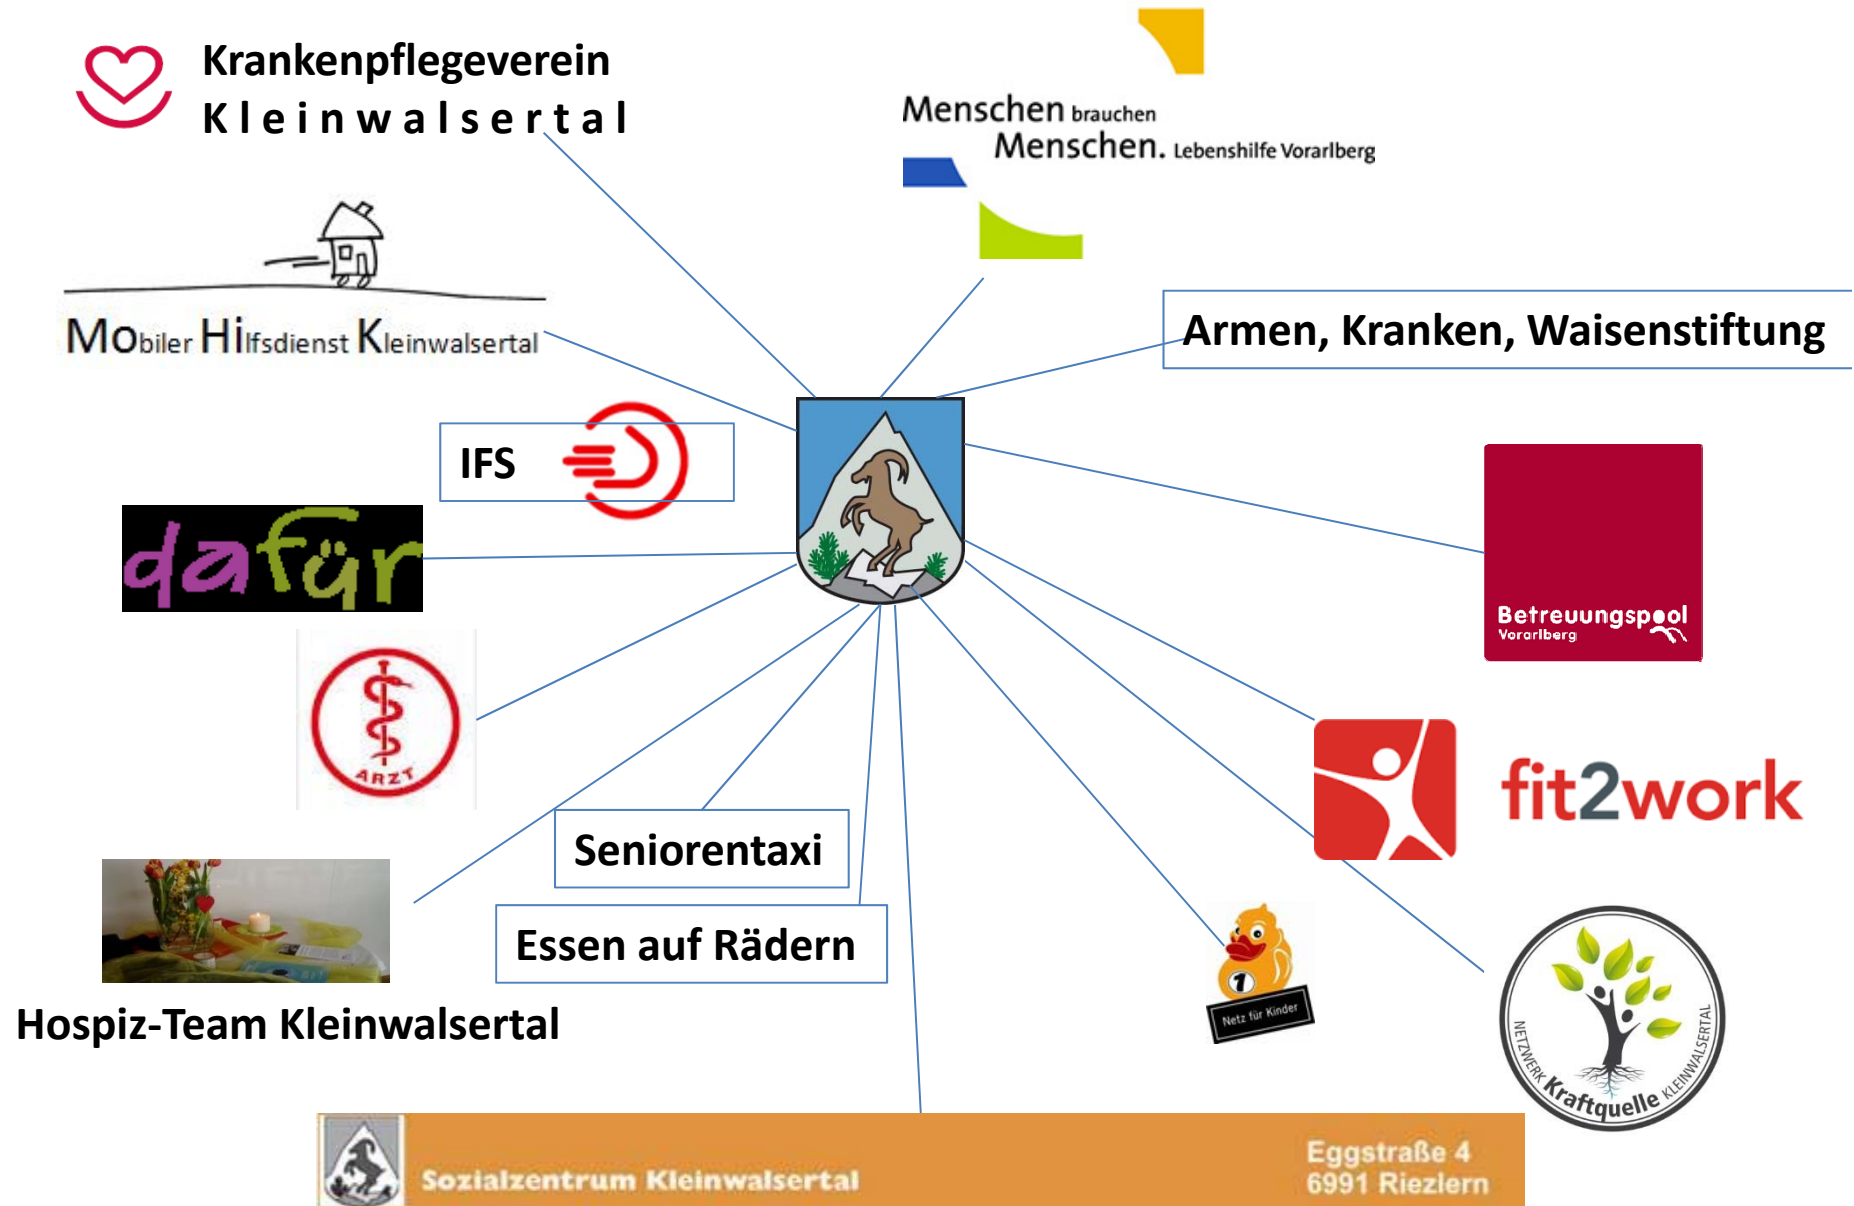 Krankenpflegeverein
Kleinwalsertal
Menschen brauchen
Menschen. Lebenshilfe Vorarlberg
Mobiler Hilfsdienst Kleinwalsertal
Armen, Kranken, Waisenstiftung
IFS
dafür
Betreuungspool
Vorarlberg
ARZT
fit2work
Seniorentaxi
Essen auf Rädern
1
Netz für Kinder
Hospiz-Team Kleinwalsertal
NETZWERK Kraftquelle KLEINWALSERTAL
Sozialzentrum Kleinwalsertal
Eggstraße 4
6991 Riezlern